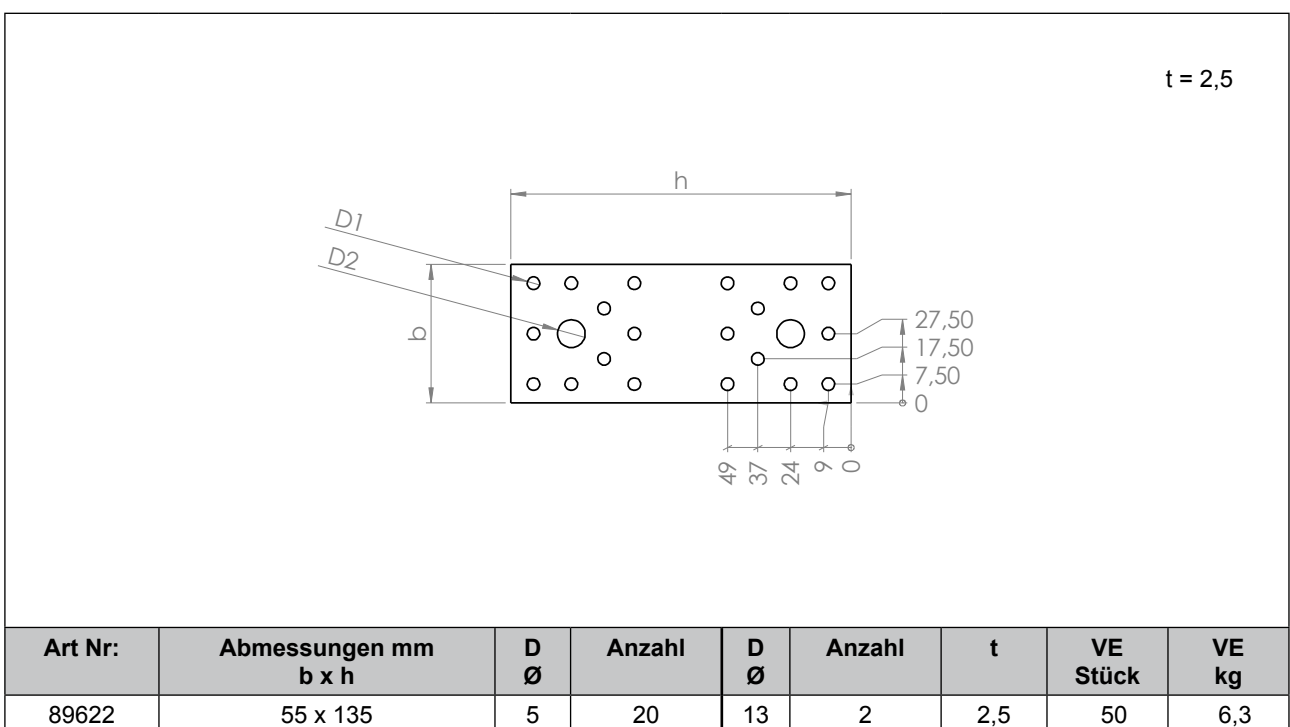 t = 2,5
h
D1
D2
b
27,50
17,50
7,50
0
49 37 24 9 0
Art Nr: Abmessungen mm b x h D Ø Anzahl D Ø Anzahl t VE Stück VE kg
89622 55 x 135 5 20 13 2 2,5 50 6,3